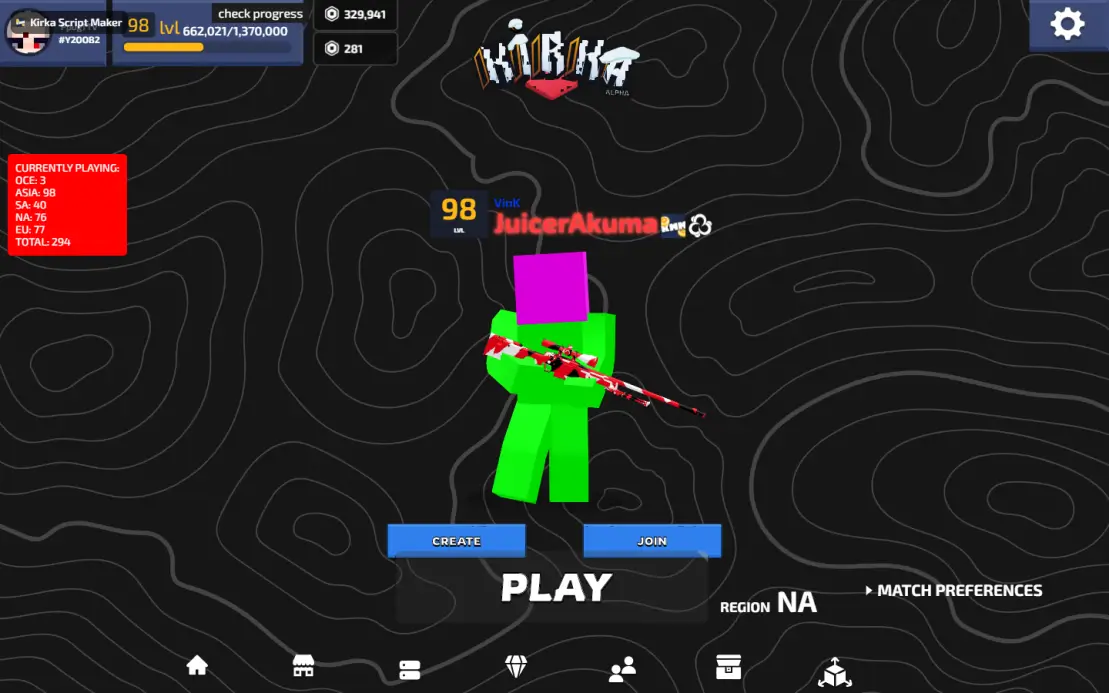 Kirka Script Maker
#Y20082
98 lvl
check progress
662,021/1,370,000
329,941
281
KIRKA
ALPHA
CURRENTLY PLAYING:
OCE: 3
ASIA: 98
SA: 40
NA: 76
EU: 77
TOTAL: 294
98
LVL
VinK
JuicerAkuma
CREATE
JOIN
PLAY
REGION NA
MATCH PREFERENCES